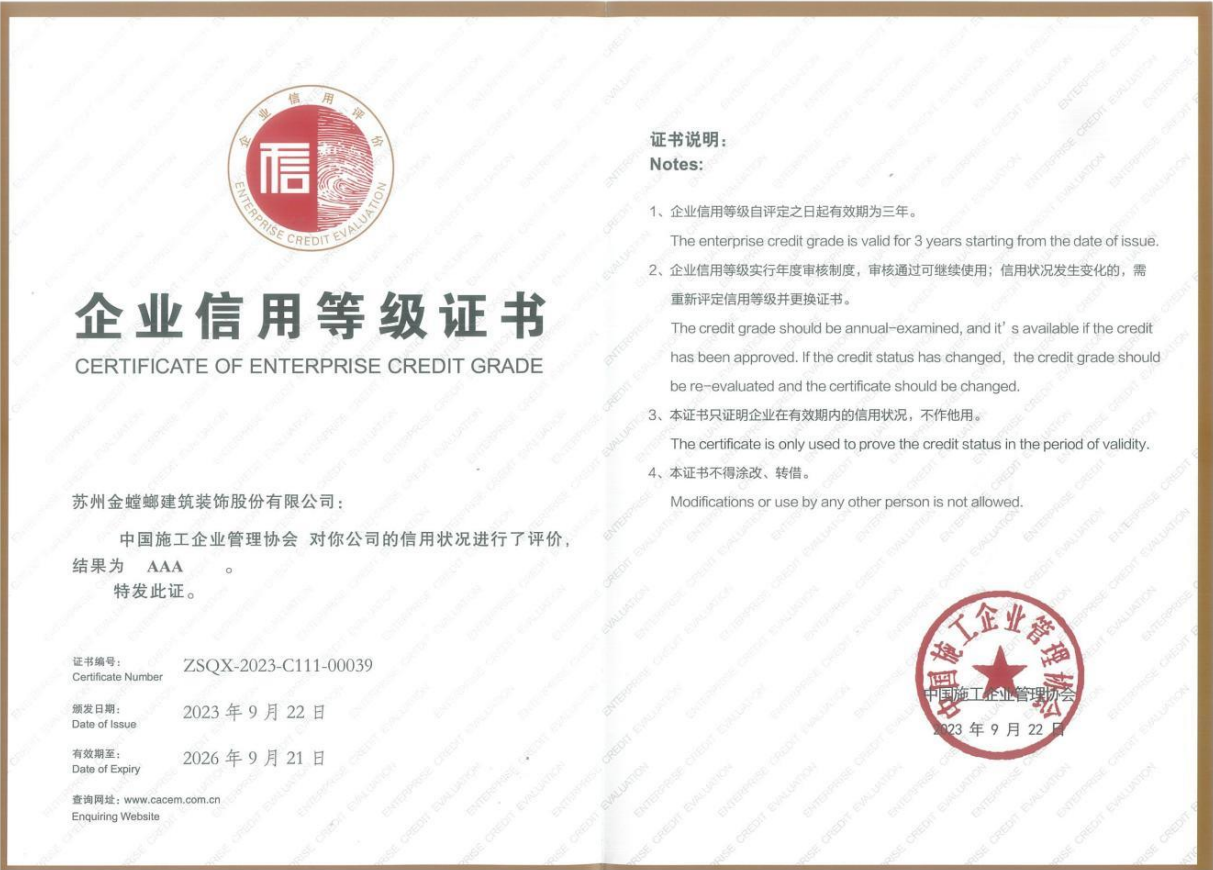 企业信用评价
信
ENTERPRISE CREDIT EVALUATION
企业信用等级证书
CERTIFICATE OF ENTERPRISE CREDIT GRADE
苏州金螳螂建筑装饰股份有限公司：
中国施工企业管理协会 对你公司的信用状况进行了评价，
结果为 AAA 。
特发此证。
证书编号： ZSQX-2023-C111-00039
Certificate Number
颁发日期： 2023 年 9 月 22 日
Date of Issue
有效期至： 2026 年 9 月 21 日
Date of Expiry
查询网址：www.cacem.com.cn
Enquiring Website
证书说明：
Notes:
1、企业信用等级自评定之日起有效期为三年。
The enterprise credit grade is valid for 3 years starting from the date of issue.
2、企业信用等级实行年度审核制度，审核通过可继续使用；信用状况发生变化的，需
重新评定信用等级并更换证书。
The credit grade should be annual-examined, and it' s available if the credit
has been approved. If the credit status has changed, the credit grade should
be re-evaluated and the certificate should be changed.
3、本证书只证明企业在有效期内的信用状况，不作他用。
The certificate is only used to prove the credit status in the period of validity.
4、本证书不得涂改、转借。
Modifications or use by any other person is not allowed.
中国施工企业管理协会
中国施工企业管理协会
2023 年 9 月 22 日